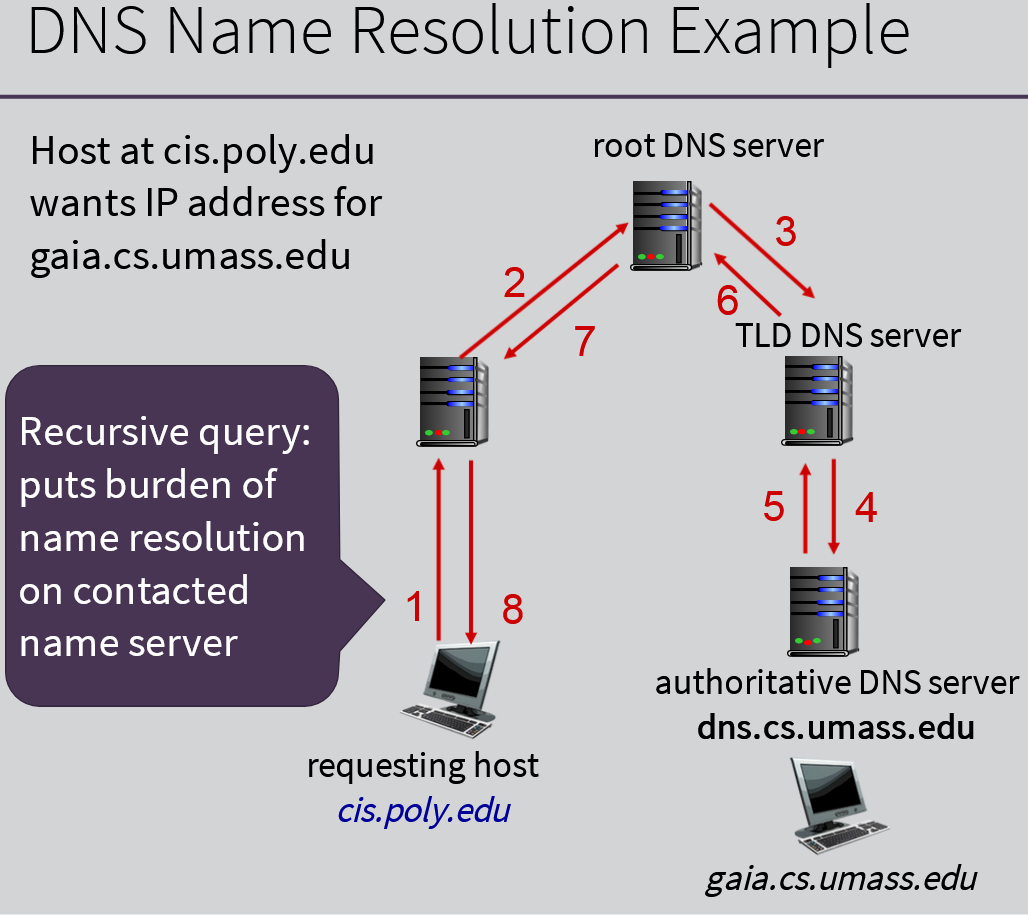 DNS Name Resolution Example
Host at cis.poly.edu
wants IP address for
gaia.cs.umass.edu
root DNS server
2
3
7
6
TLD DNS server
Recursive query:
puts burden of
name resolution
on contacted
name server
1
8
5
4
authoritative DNS server
dns.cs.umass.edu
requesting host
cis.poly.edu
gaia.cs.umass.edu